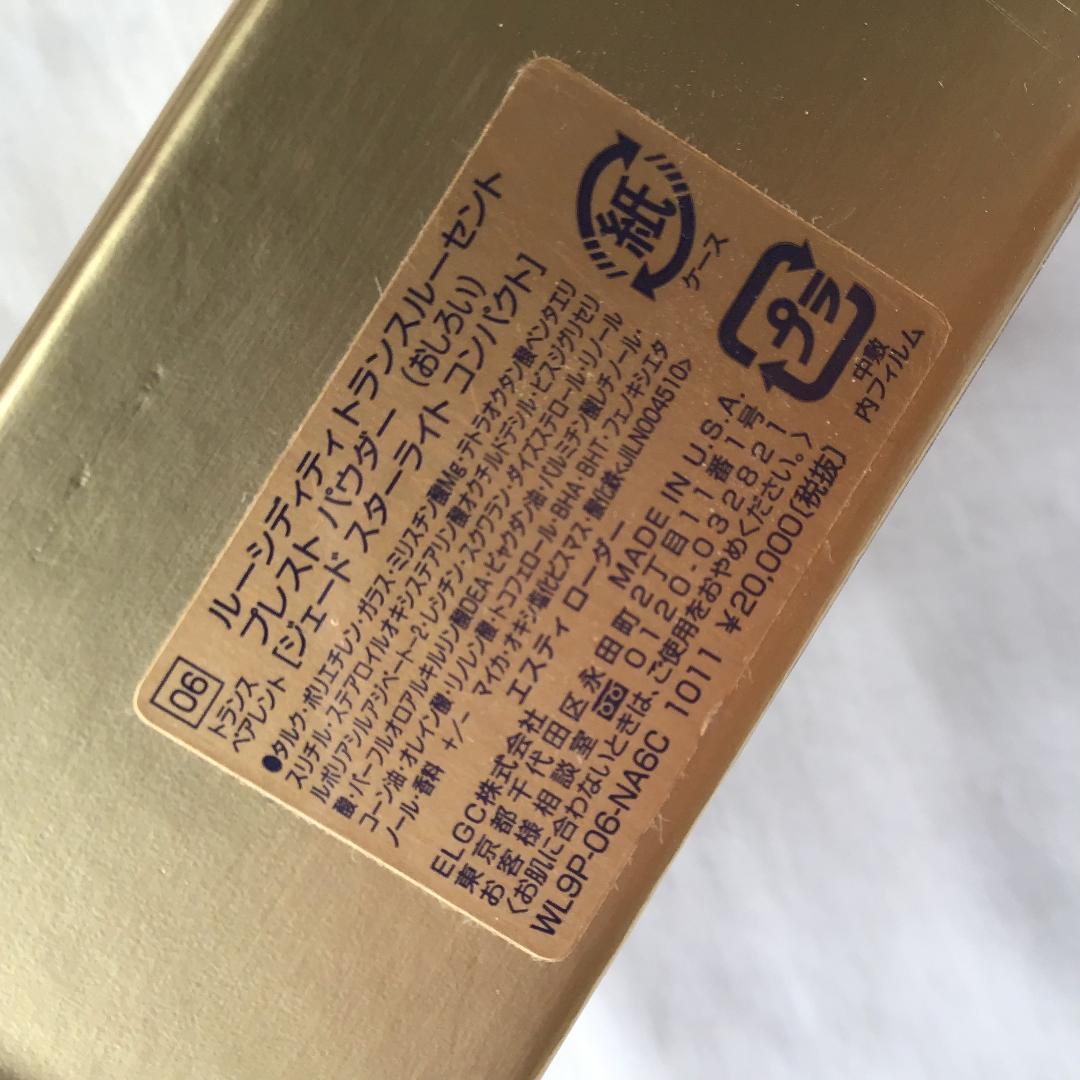 06
トランス
ペアレント
ルーシディティトランスルーセント
プレスト パウダー (おしろい)
[ジェード スターライト コンパクト]
●タルク・ポリエチレン・ガラス・ミリスチン酸Mg・テトラオクタン酸ペンタエリ
スリチル・ステアロイルオキシステアリン酸オクチルドデシル・ビス-ジグリセリ
ルポリアシルアジペート-2・レシチン・スクワラン・ダイズステロール・リノール
酸・パーフルオロアルキルリン酸DEA・ヒャクダン油・パルミチン酸レチノール・
コーン油・オレイン酸・リノレン酸・トコフェロール・BHA・BHT・フェノキシエタ
ノール・香料 +/- マイカ・オキシ塩化ビスマス・酸化鉄<JILN004510>
エスティ ローダー
ELGC株式会社 MADE IN U.S.A.
東京都千代田区永田町2丁目11番1号
お客様相談室 0120-032821
〈お肌に合わないときは、ご使用をおやめください。〉
WL9P-06-NA6C 1011 ¥20,000(税抜)
紙
ケース
プラ
中敷
内フィルム